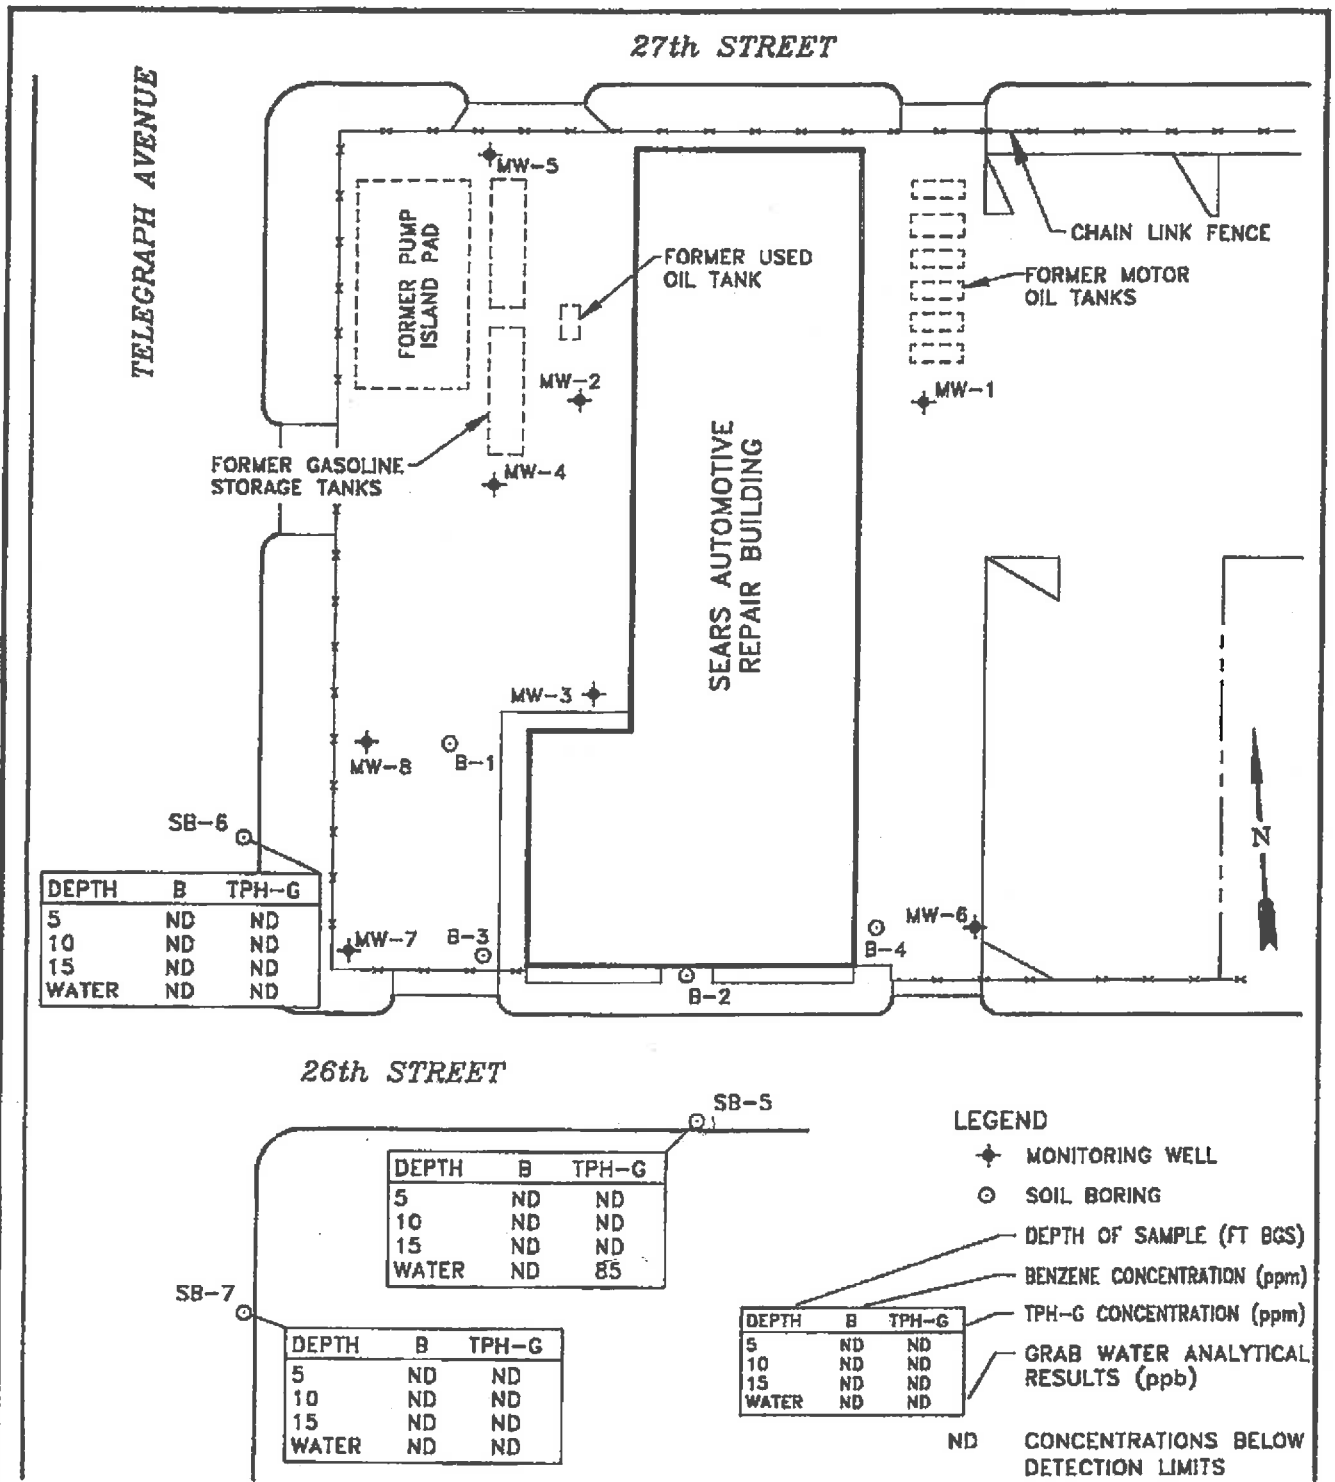 27th STREET
TELEGRAPH AVENUE
MW-5
FORMER PUMP
ISLAND PAD
FORMER USED
OIL TANK
CHAIN LINK FENCE
FORMER MOTOR
OIL TANKS
MW-2
MW-1
FORMER GASOLINE
STORAGE TANKS
MW-4
SEARS AUTOMOTIVE
REPAIR BUILDING
MW-3
MW-8
B-1
SB-6
N
DEPTH B TPH-G
5 ND ND
10 ND ND
15 ND ND
WATER ND ND
MW-7
B-3
MW-6
B-4
B-2
26th STREET
SB-5
DEPTH B TPH-G
5 ND ND
10 ND ND
15 ND ND
WATER ND 85
SB-7
DEPTH B TPH-G
5 ND ND
10 ND ND
15 ND ND
WATER ND ND
LEGEND
MONITORING WELL
SOIL BORING
DEPTH OF SAMPLE (FT BGS)
BENZENE CONCENTRATION (ppm)
TPH-G CONCENTRATION (ppm)
DEPTH B TPH-G
5 ND ND
10 ND ND
15 ND ND
WATER ND ND
GRAB WATER ANALYTICAL
RESULTS (ppb)
ND CONCENTRATIONS BELOW
DETECTION LIMITS